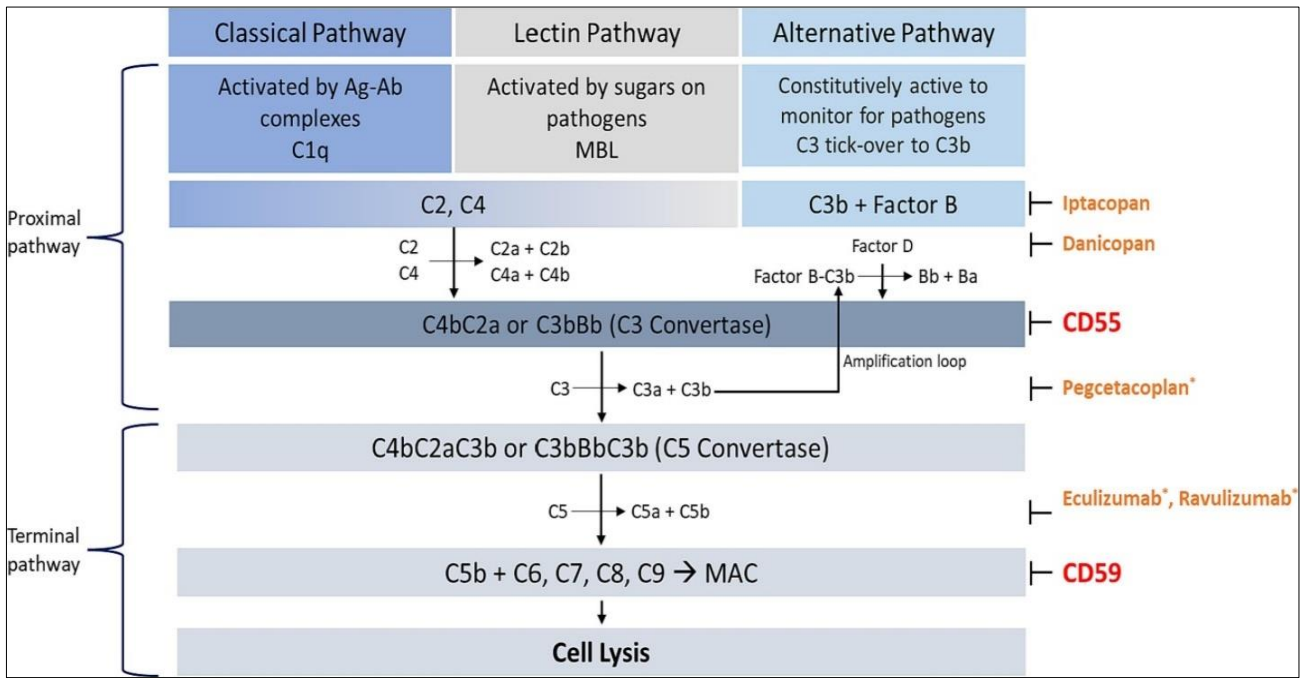 Classical Pathway
Lectin Pathway
Alternative Pathway
Activated by Ag-Ab
complexes
C1q
Activated by sugars on
pathogens
MBL
Constitutively active to
monitor for pathogens
C3 tick-over to C3b
Proximal
pathway
C2, C4
C3b + Factor B
Iptacopan
C2
C4
C2a + C2b
C4a + C4b
Factor D
Factor B-C3b
Bb + Ba
Danicopan
C4bC2a or C3bBb (C3 Convertase)
CD55
Amplification loop
C3
C3a + C3b
Pegcetacoplan*
C4bC2aC3b or C3bBbC3b (C5 Convertase)
Terminal
pathway
C5
C5a + C5b
Eculizumab*, Ravulizumab*
C5b + C6, C7, C8, C9 → MAC
CD59
Cell Lysis